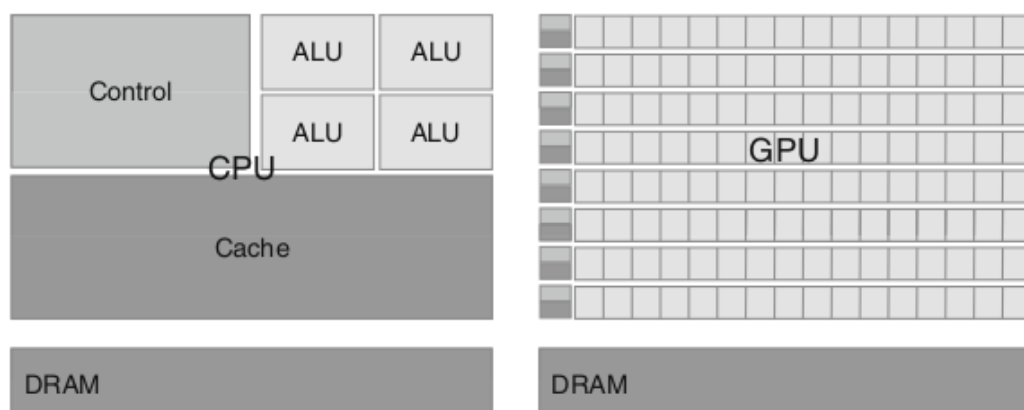 Control
ALU ALU
ALU ALU
CPU
Cache
DRAM
GPU
DRAM